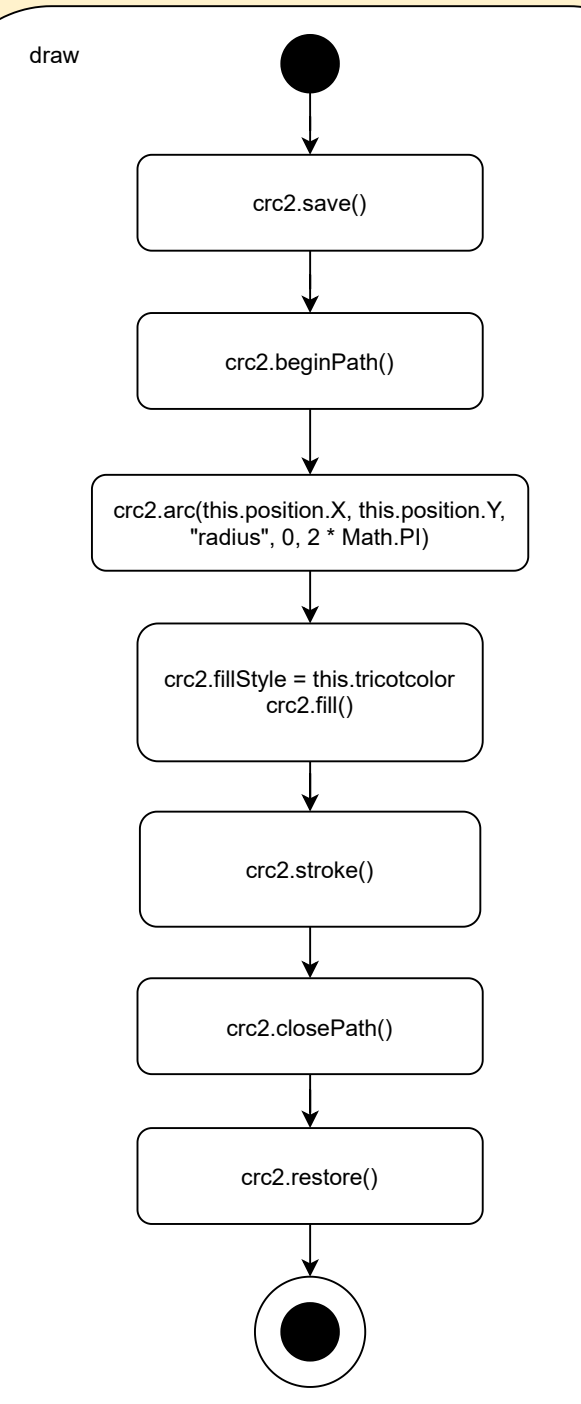 draw
crc2.save()
crc2.beginPath()
crc2.arc(this.position.X, this.position.Y,
"radius", 0, 2 * Math.PI)
crc2.fillStyle = this.tricotcolor
crc2.fill()
crc2.stroke()
crc2.closePath()
crc2.restore()